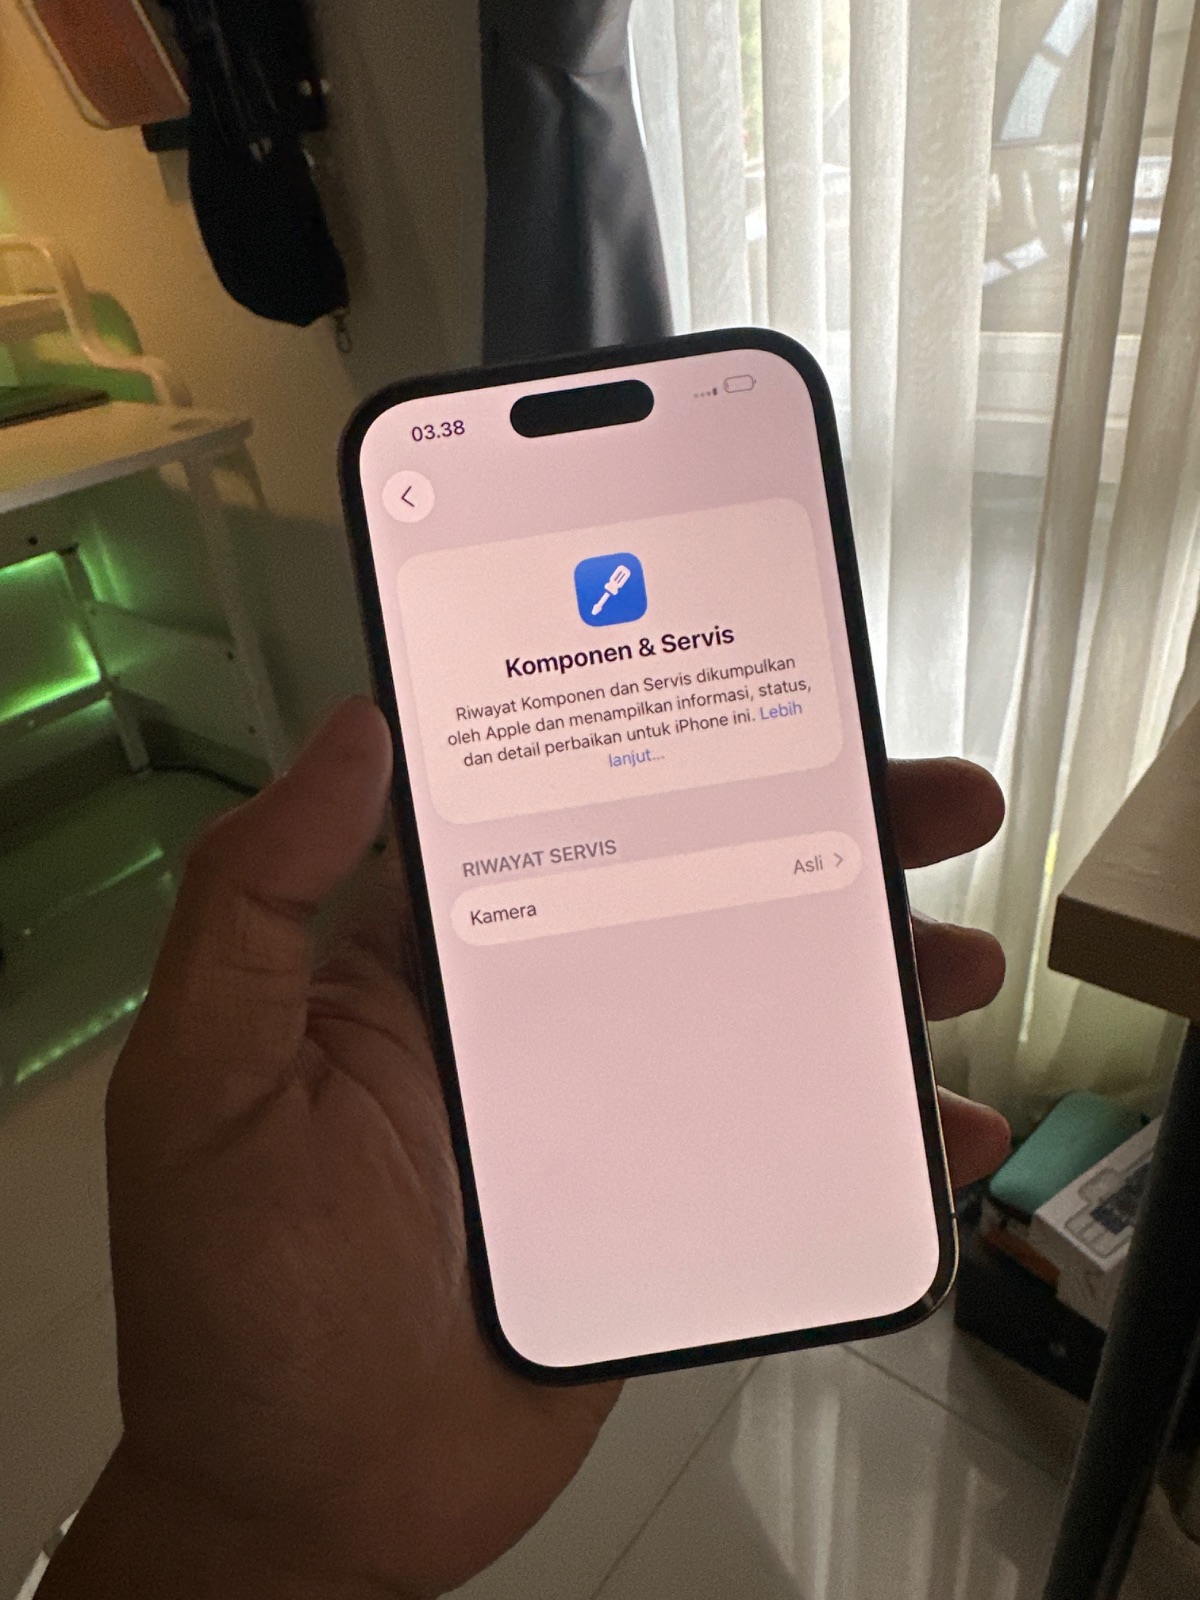 03.38
Komponen & Servis
Riwayat Komponen dan Servis dikumpulkan
oleh Apple dan menampilkan informasi, status,
dan detail perbaikan untuk iPhone ini. Lebih
lanjut...
RIWAYAT SERVIS
Kamera Asli